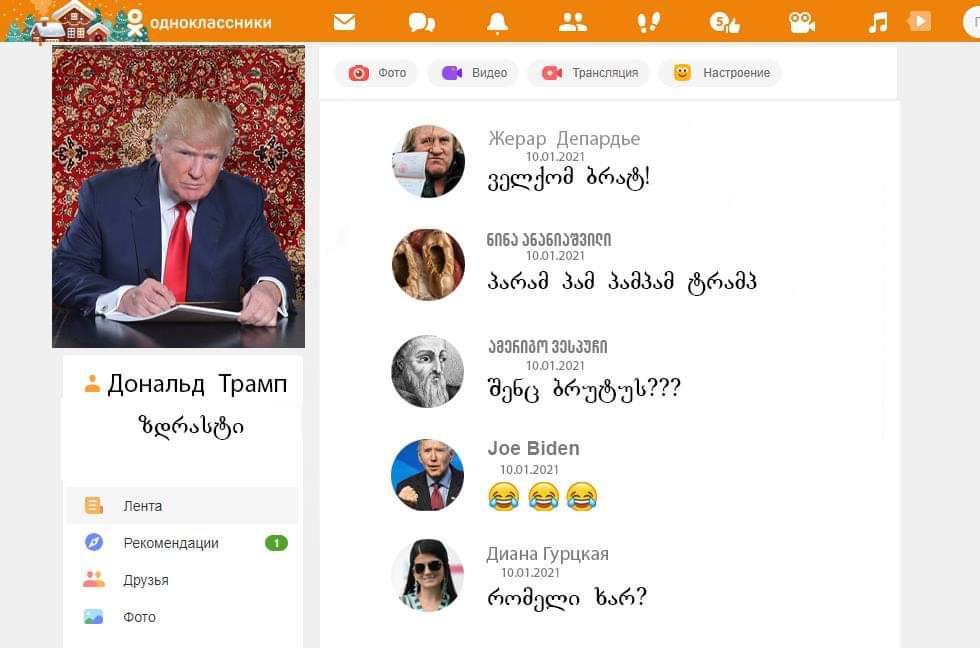 одноклассники
5
Фото
Видео
Трансляция
Настроение
Дональд Трамп
ზდრასტი
Лента
Рекомендации 1
Друзья
Фото
Жерар Депардье
10.01.2021
ველქომ ბრატ!
ნინა ანანიაშვილი
10.01.2021
პარამ პამ პამპამ ტრამპ
ამერიგო ვესპუჩი
10.01.2021
შენც ბრუტუს???
Joe Biden
10.01.2021
😂 😂 😂
Диана Гурцкая
10.01.2021
რომელი ხარ?